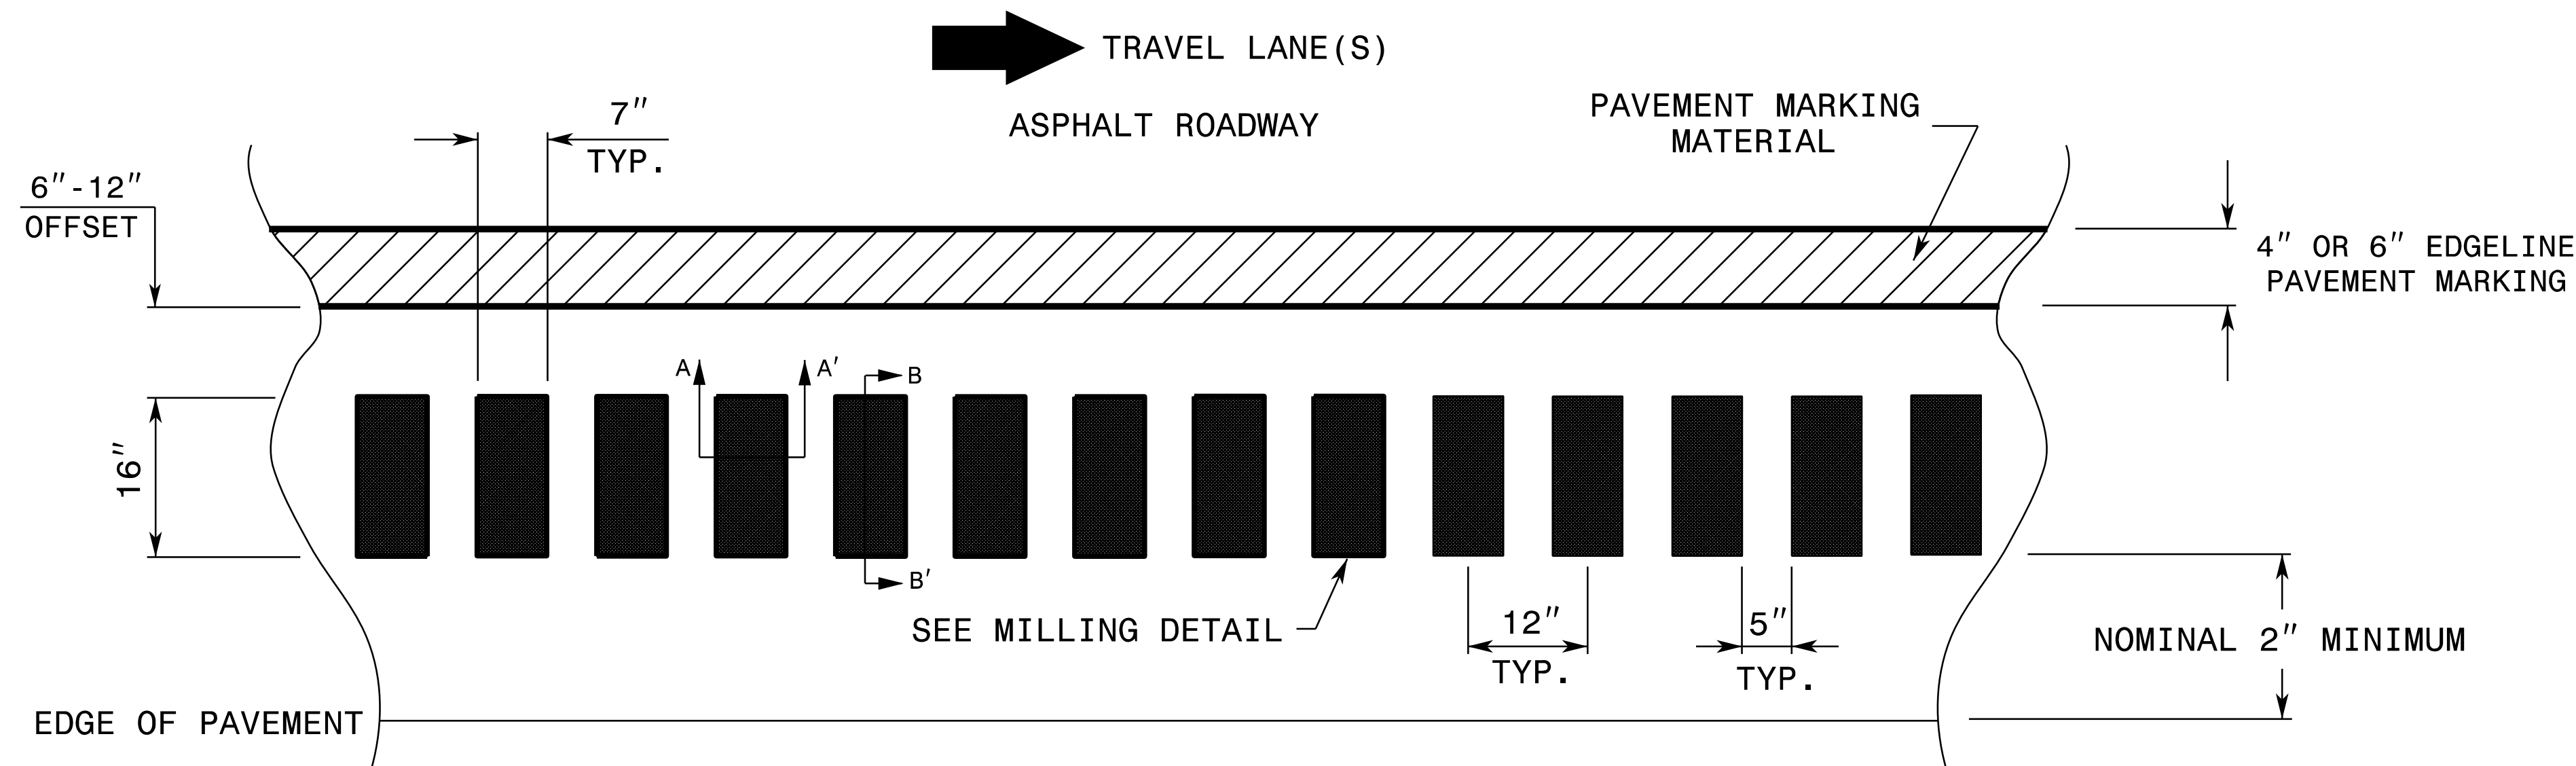 TRAVEL LANE(S)
ASPHALT ROADWAY
PAVEMENT MARKING
MATERIAL
7"
TYP.
6"-12"
OFFSET
4" OR 6" EDGELINE
PAVEMENT MARKING
A
A'
B
16"
B'
SEE MILLING DETAIL
12"
TYP.
5"
TYP.
NOMINAL 2" MINIMUM
EDGE OF PAVEMENT